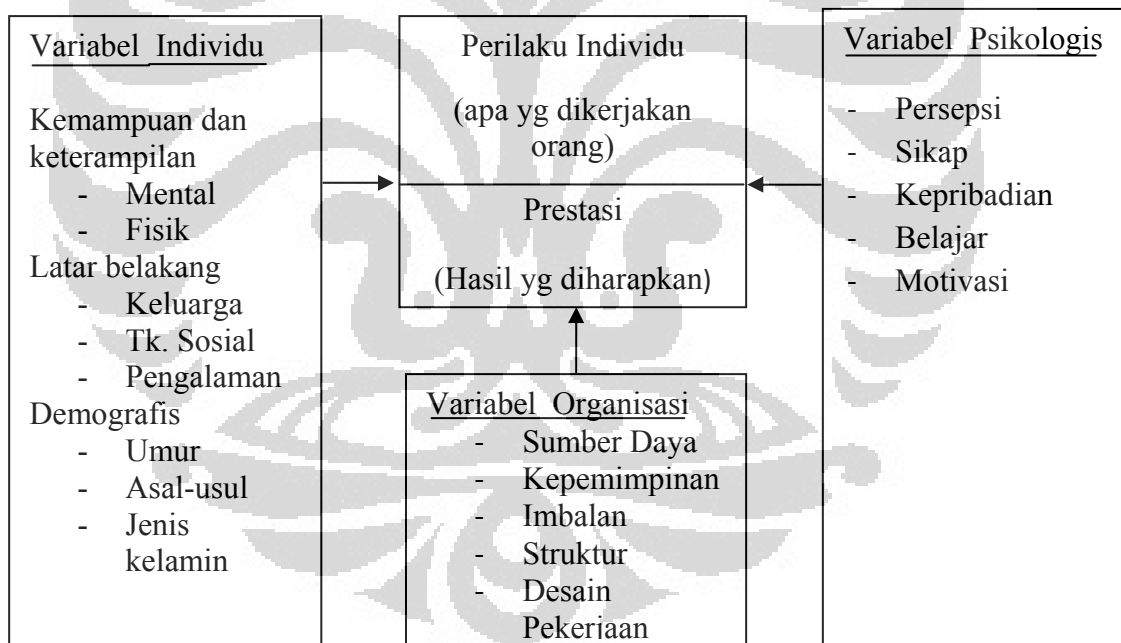 Variabel Individu
Kemampuan dan
keterampilan
- Mental
- Fisik
Latar belakang
- Keluarga
- Tk. Sosial
- Pengalaman
Demografis
- Umur
- Asal-usul
- Jenis
kelamin
Perilaku Individu
(apa yg dikerjakan
orang)
Prestasi
(Hasil yg diharapkan)
Variabel Organisasi
- Sumber Daya
- Kepemimpinan
- Imbalan
- Struktur
- Desain
Pekerjaan
Variabel Psikologis
- Persepsi
- Sikap
- Kepribadian
- Belajar
- Motivasi